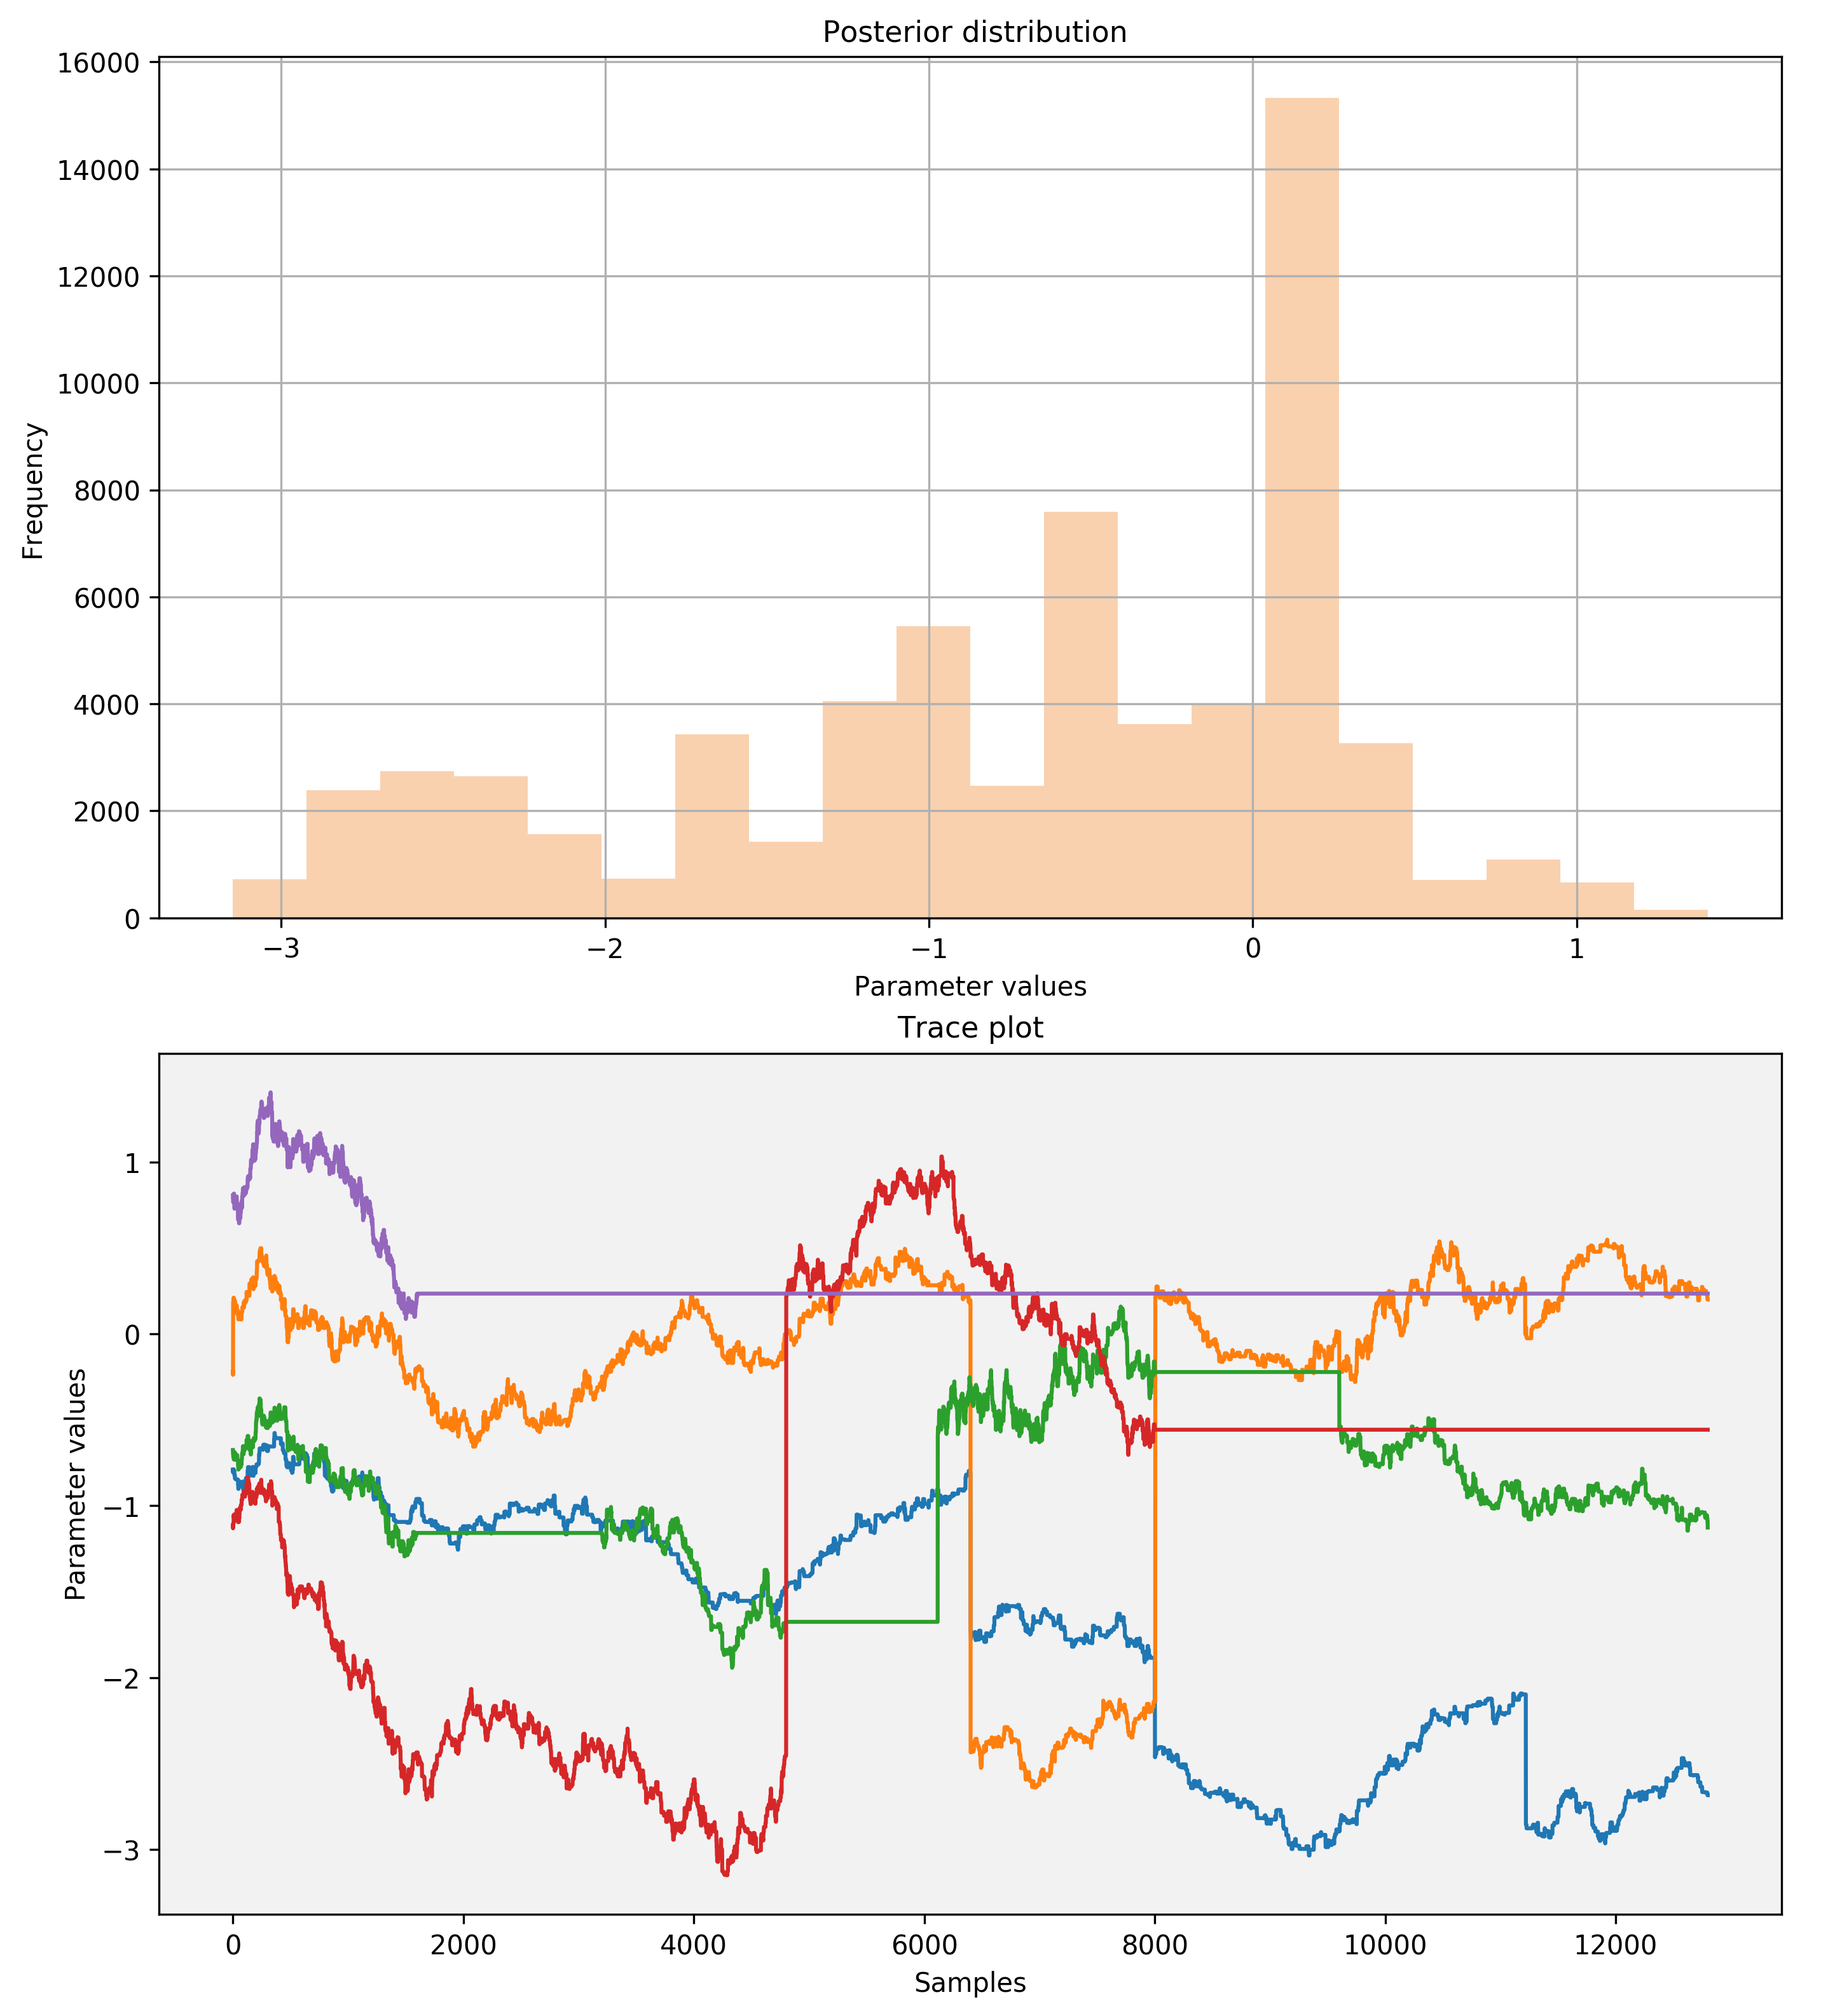 Posterior distribution
16000
14000
12000
10000
8000
6000
4000
2000
0
Frequency
−3 −2 −1 0 1
Parameter values
Trace plot
1
0
−1
−2
−3
Parameter values
0 2000 4000 6000 8000 10000 12000
Samples